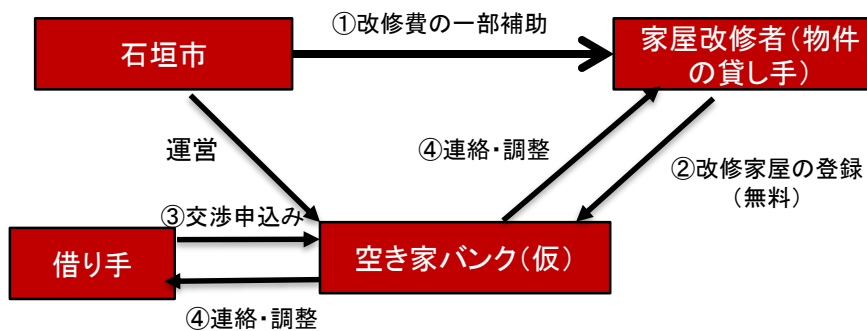 ①改修費の一部補助
石垣市
家屋改修者(物件
の貸し手)
運営
④連絡・調整
②改修家屋の登録
(無料)
③交渉申込み
借り手
空き家バンク(仮)
④連絡・調整